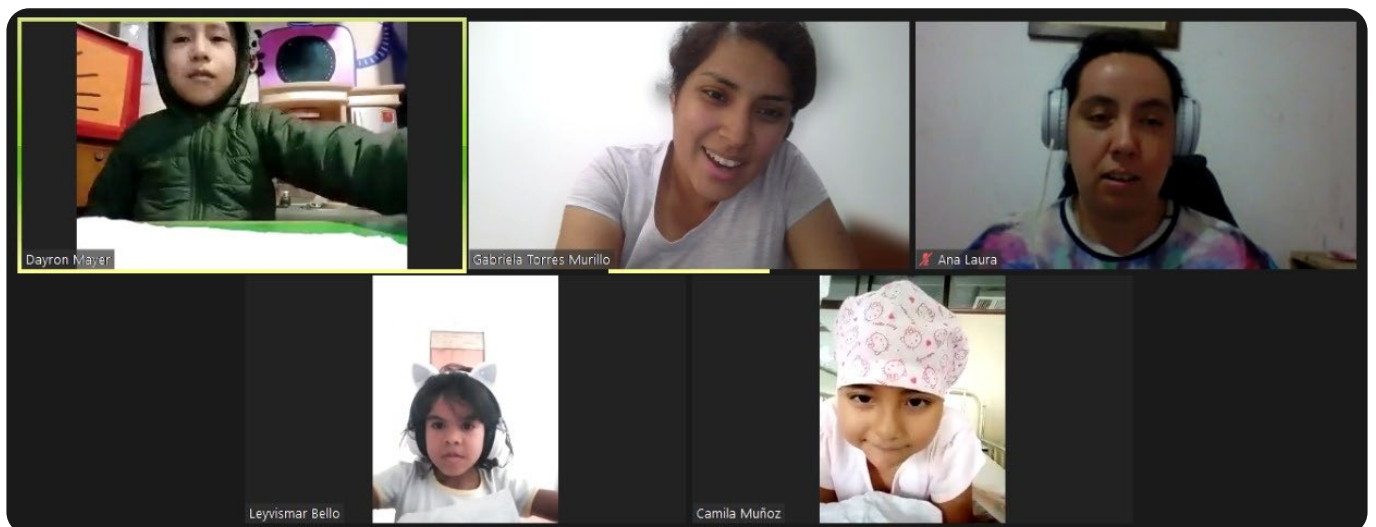 Dayron Mayer
Gabriela Torres Murillo
Ana Laura
Leyvismar Bello
Camila Muñoz